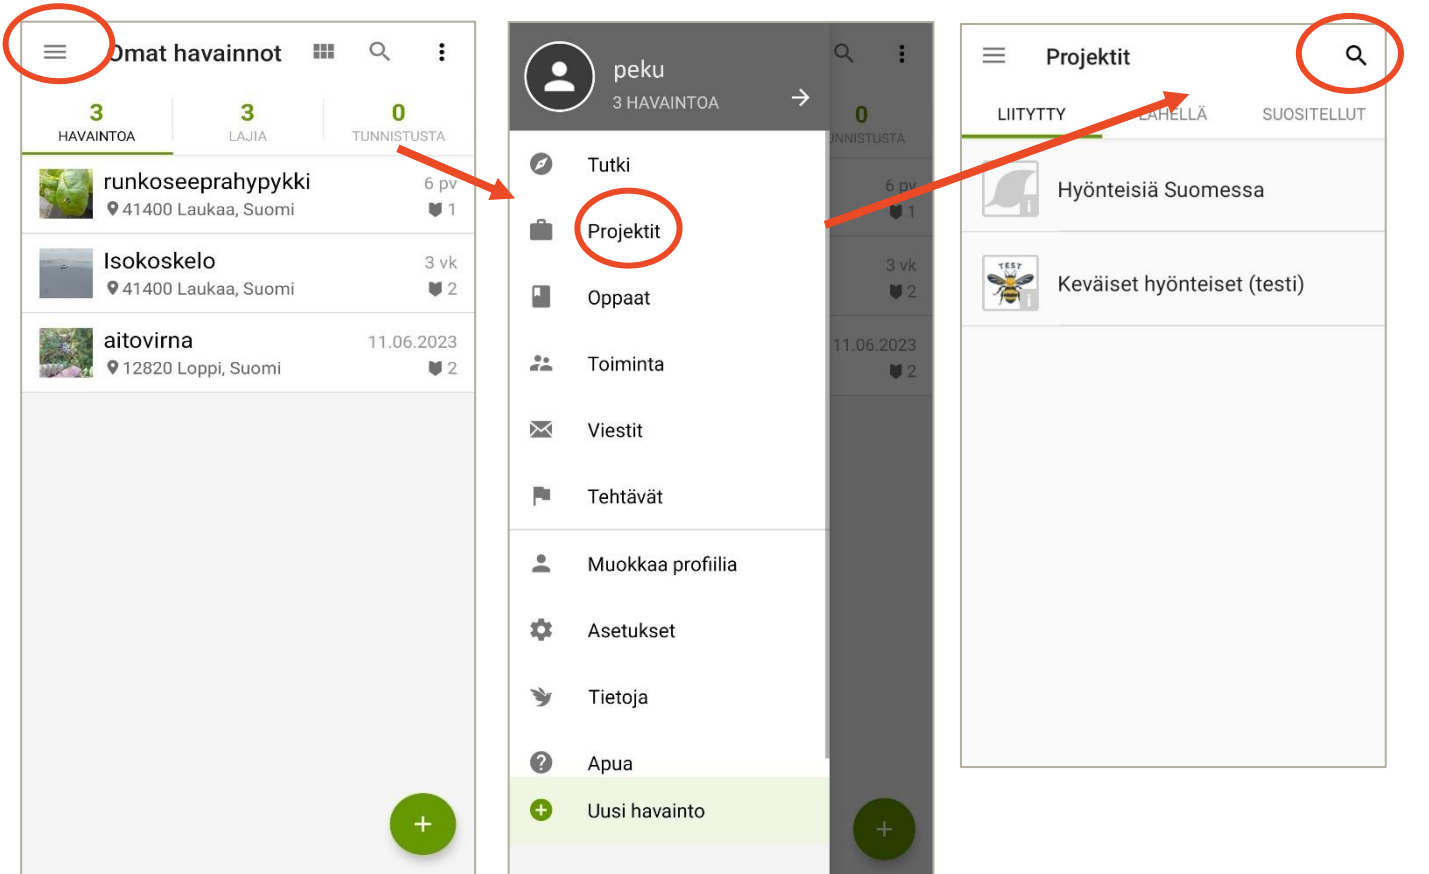 Omat havainnot
3
HAVAINTOA
3
LAJIA
0
TUNNISTUSTA
runkoseeprahypykki
6 pv
41400 Laukaa, Suomi
1
Isokoskelo
3 vk
41400 Laukaa, Suomi
2
aitovirna
11.06.2023
12820 Loppi, Suomi
2
+
peku
3 HAVAINTOA
Tutki
Projektit
Oppaat
Toiminta
Viestit
Tehtävät
Muokkaa profiilia
Asetukset
Tietoja
Apua
Uusi havainto
0
NNISTUSTA
6 pv
1
3 vk
2
11.06.2023
2
+
Projektit
LIITYTTY
LÄHELLÄ
SUOSITELLUT
Hyönteisiä Suomessa
TEST
Keväiset hyönteiset (testi)